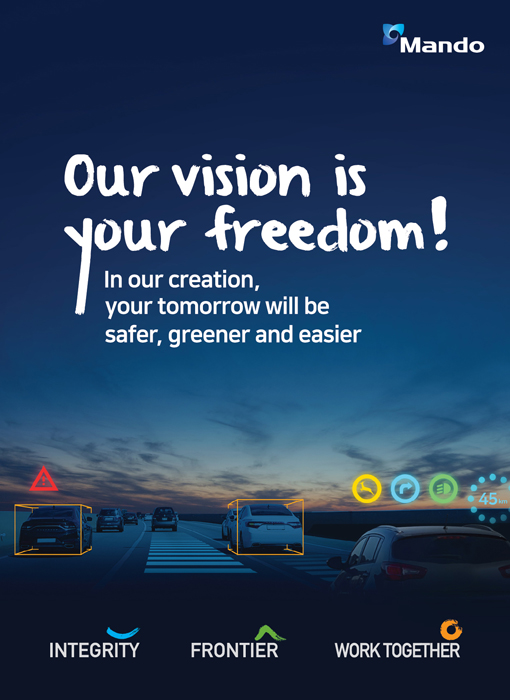 Mando
Our vision is
your freedom!
In our creation,
your tomorrow will be
safer, greener and easier
45km
INTEGRITY
FRONTIER
WORK TOGETHER